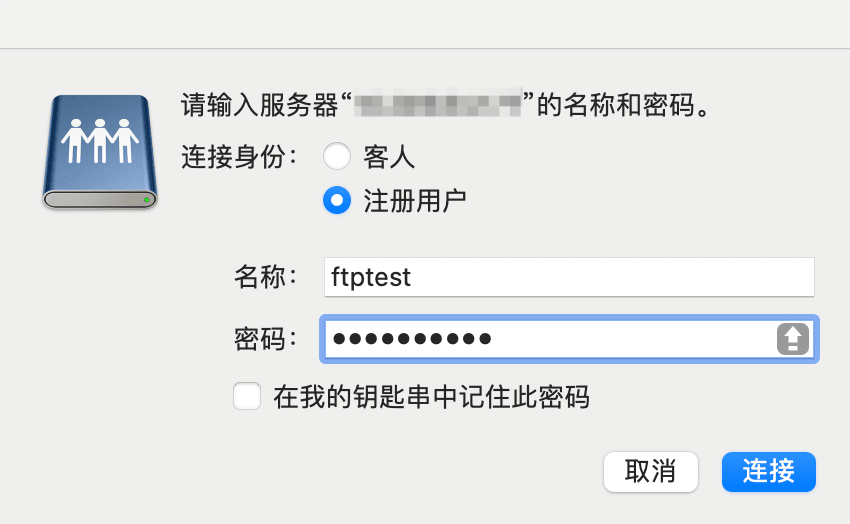 请输入服务器“”的名称和密码。
连接身份：
客人
注册用户
名称：
ftptest
密码：
••••••••••
在我的钥匙串中记住此密码
取消
连接